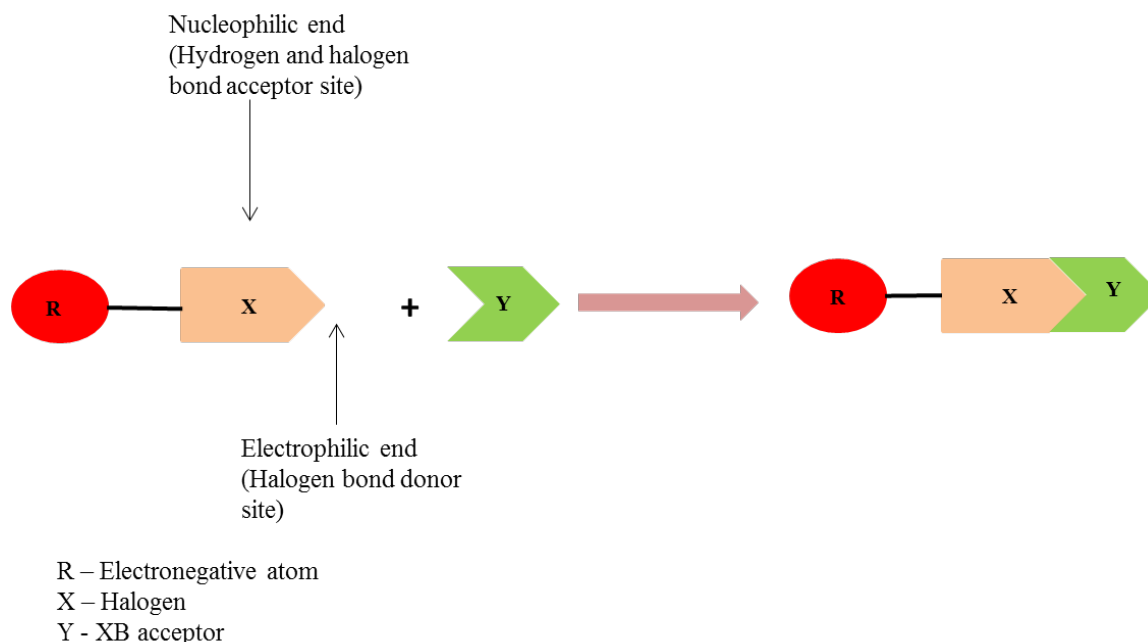 Nucleophilic end
(Hydrogen and halogen
bond acceptor site)
R
X
+
Y
R
X
Y
Electrophilic end
(Halogen bond donor
site)
R – Electronegative atom
X – Halogen
Y - XB acceptor